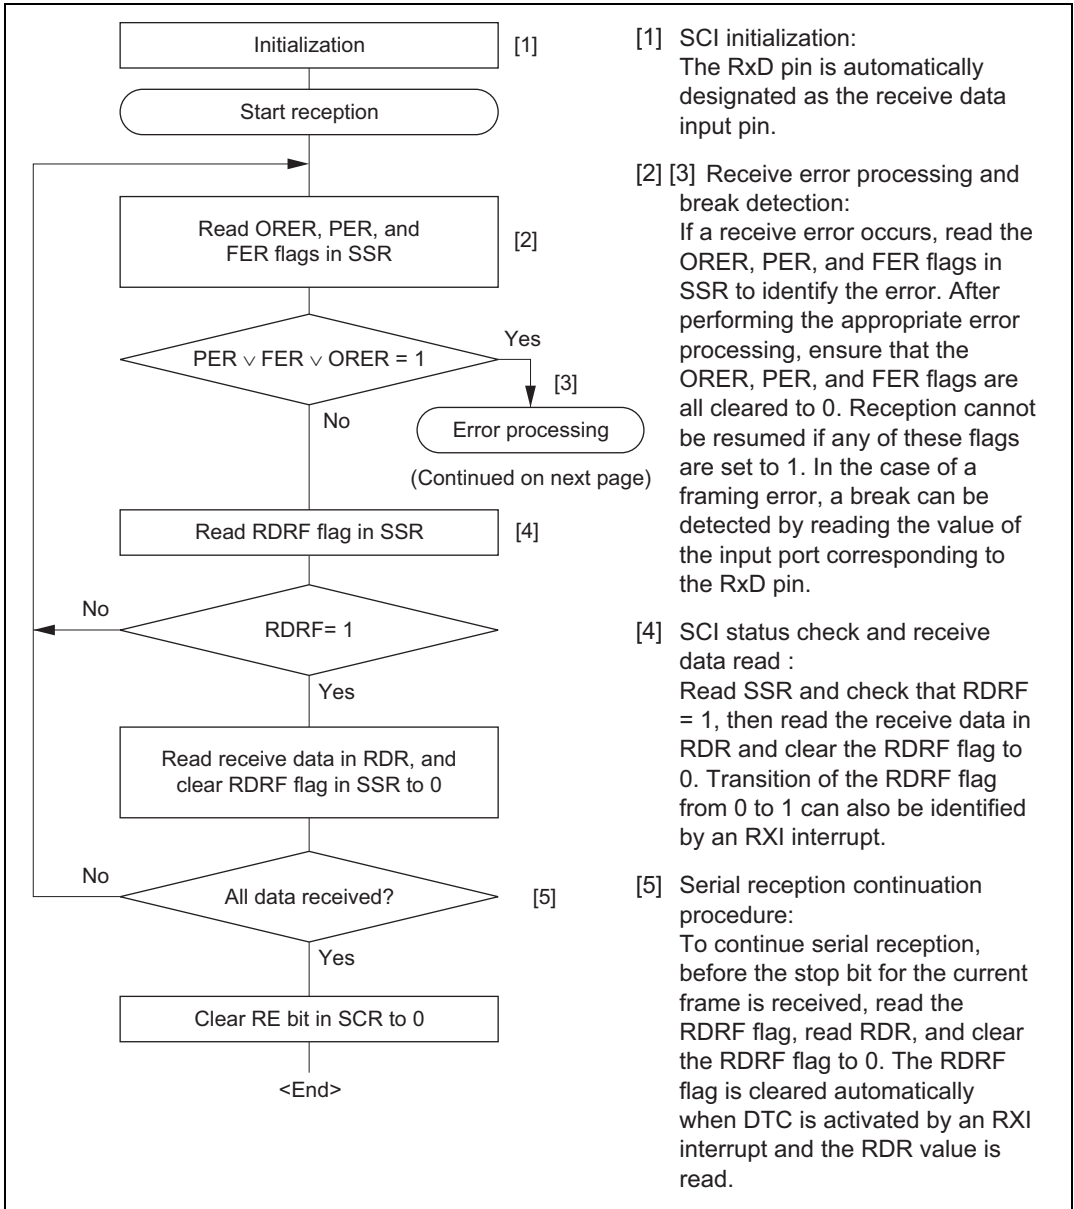 Initialization
[1]
Start reception
Read ORER, PER, and
FER flags in SSR
[2]
PER ∨ FER ∨ ORER = 1
Yes
[3]
No
Error processing
(Continued on next page)
Read RDRF flag in SSR
[4]
No
RDRF= 1
Yes
Read receive data in RDR, and
clear RDRF flag in SSR to 0
No
All data received?
[5]
Yes
Clear RE bit in SCR to 0
<End>
[1] SCI initialization:
The RxD pin is automatically
designated as the receive data
input pin.
[2] [3] Receive error processing and
break detection:
If a receive error occurs, read the
ORER, PER, and FER flags in
SSR to identify the error. After
performing the appropriate error
processing, ensure that the
ORER, PER, and FER flags are
all cleared to 0. Reception cannot
be resumed if any of these flags
are set to 1. In the case of a
framing error, a break can be
detected by reading the value of
the input port corresponding to
the RxD pin.
[4] SCI status check and receive
data read :
Read SSR and check that RDRF
= 1, then read the receive data in
RDR and clear the RDRF flag to
0. Transition of the RDRF flag
from 0 to 1 can also be identified
by an RXI interrupt.
[5] Serial reception continuation
procedure:
To continue serial reception,
before the stop bit for the current
frame is received, read the
RDRF flag, read RDR, and clear
the RDRF flag to 0. The RDRF
flag is cleared automatically
when DTC is activated by an RXI
interrupt and the RDR value is
read.